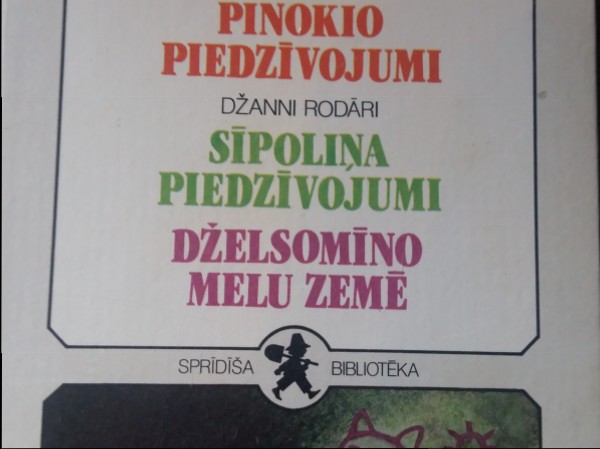 PINOKIO
PIEDZĪVOJUMI
DŽANNI RODĀRI
SĪPOLIŅA
PIEDZĪVOJUMI
DŽELSOMĪNO
MELU ZEMĒ
SPRĪDĪŠA BIBLIOTĒKA